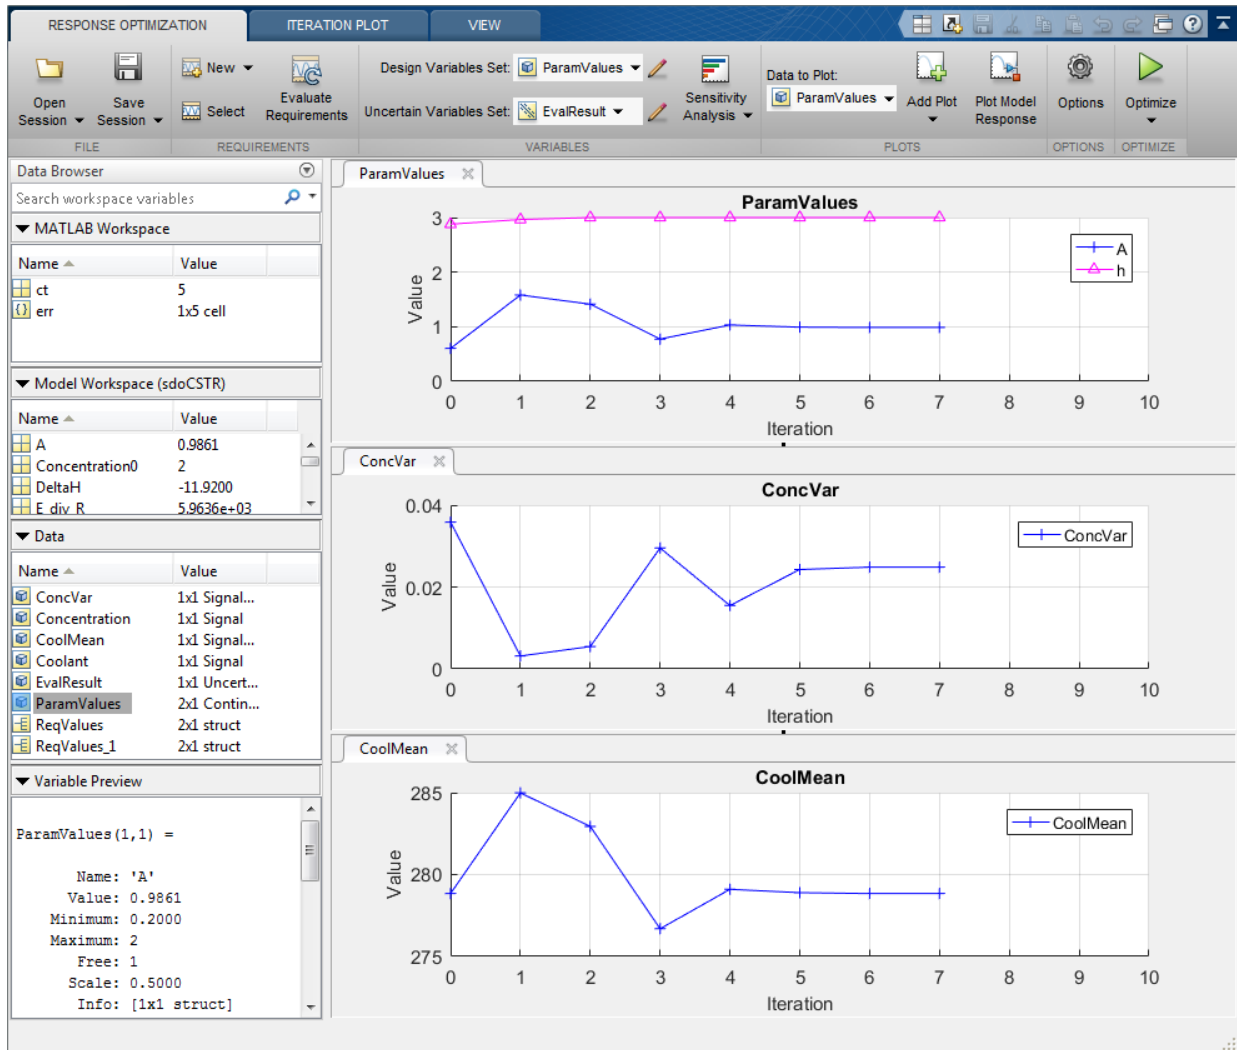 RESPONSE OPTIMIZATION ITERATION PLOT VIEW
New Design Variables Set: ParamValues Data to Plot:
Open Session Save Session Select Evaluate Requirements Uncertain Variables Set: EvalResult Sensitivity Analysis ParamValues Add Plot Plot Model Response Options Optimize
FILE REQUIREMENTS VARIABLES PLOTS OPTIONS OPTIMIZE
Data Browser
Search workspace variables
MATLAB Workspace
Name Value
ct 5
err 1x5 cell
Model Workspace (sdoCSTR)
Name Value
A 0.9861
Concentration0 2
DeltaH -11.9200
E_div_R 5.9636e+03
Data
Name Value
ConcVar 1x1 Signal...
Concentration 1x1 Signal
CoolMean 1x1 Signal...
Coolant 1x1 Signal
EvalResult 1x1 Uncert...
ParamValues 2x1 Contin...
ReqValues 2x1 struct
ReqValues_1 2x1 struct
Variable Preview
ParamValues(1,1) =
Name: 'A'
Value: 0.9861
Minimum: 0.2000
Maximum: 2
Free: 1
Scale: 0.5000
Info: [1x1 struct]
ParamValues
ParamValues
3
2
1
0
Value
A
h
0 1 2 3 4 5 6 7 8 9 10
Iteration
ConcVar
ConcVar
0.04
0.02
0
Value
ConcVar
0 1 2 3 4 5 6 7 8 9 10
Iteration
CoolMean
CoolMean
285
280
275
Value
CoolMean
0 1 2 3 4 5 6 7 8 9 10
Iteration